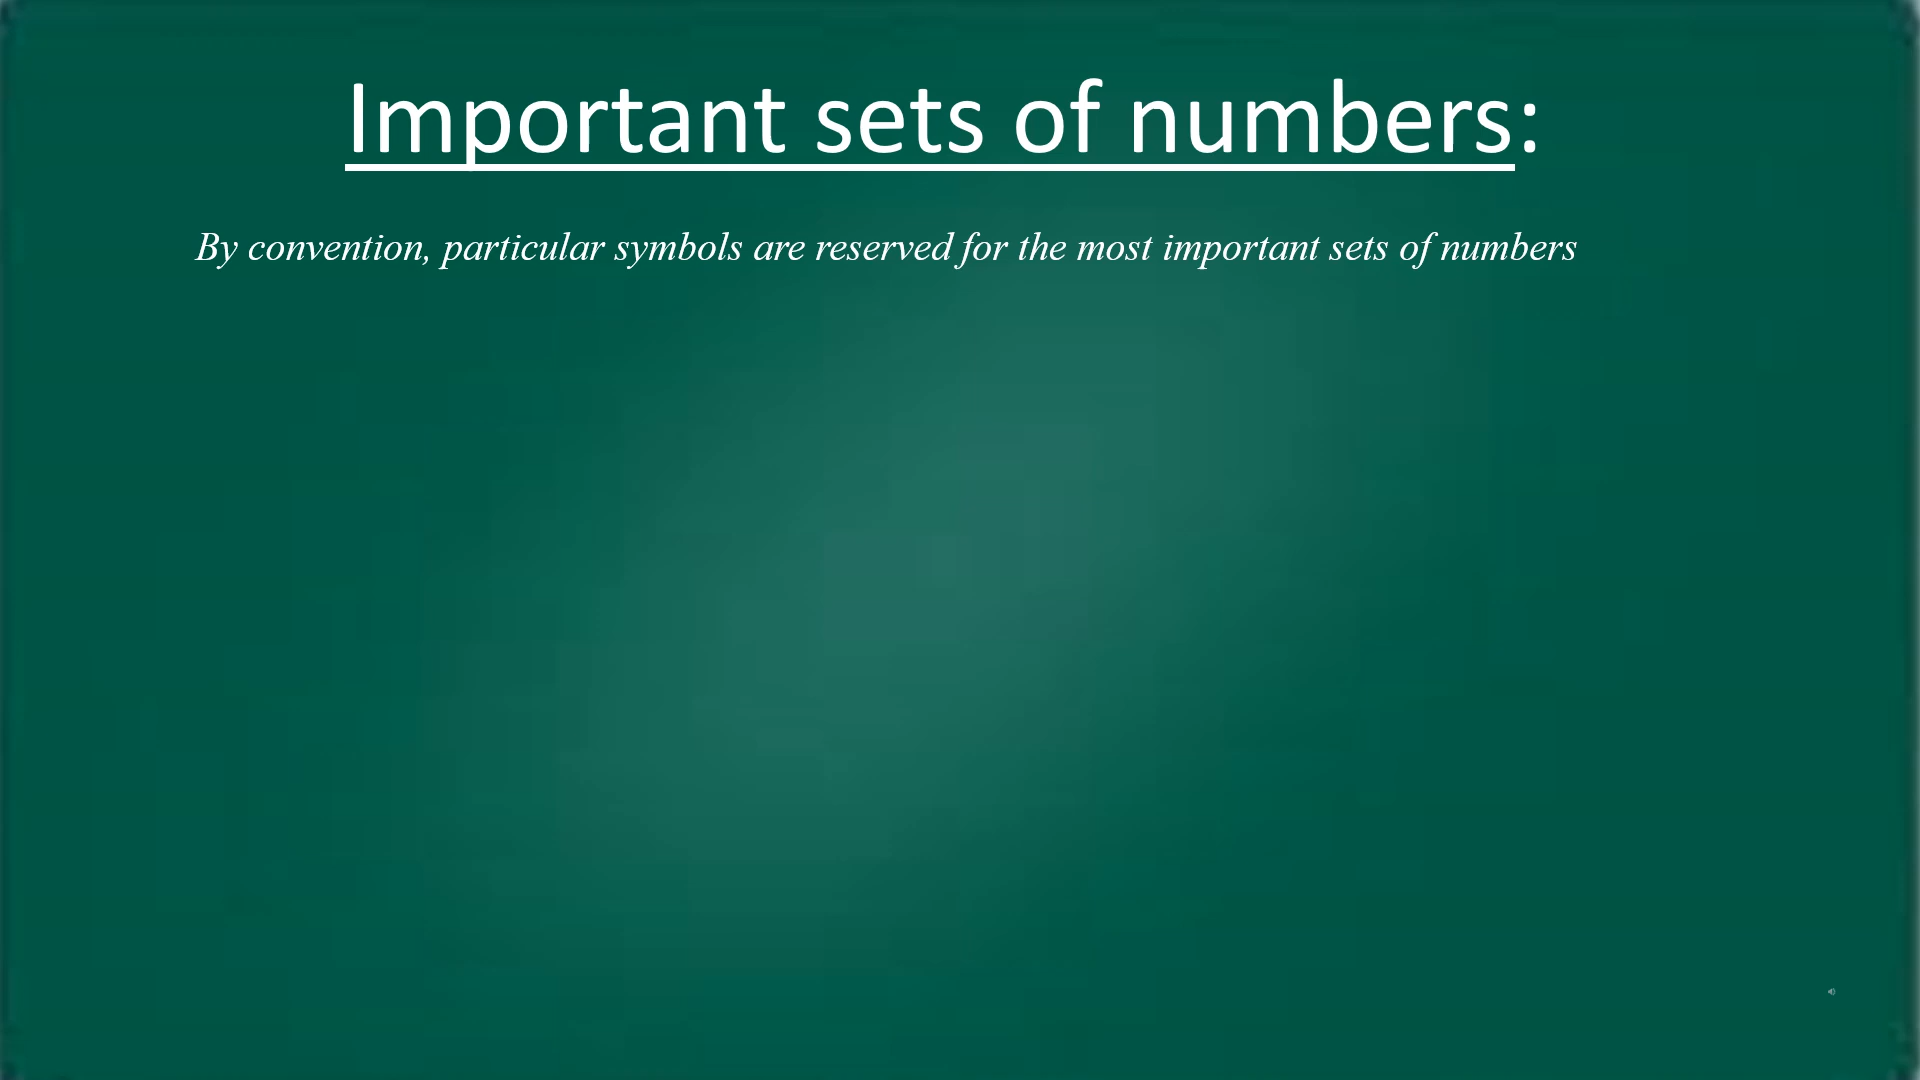 Important sets of numbers:
By convention, particular symbols are reserved for the most important sets of numbers